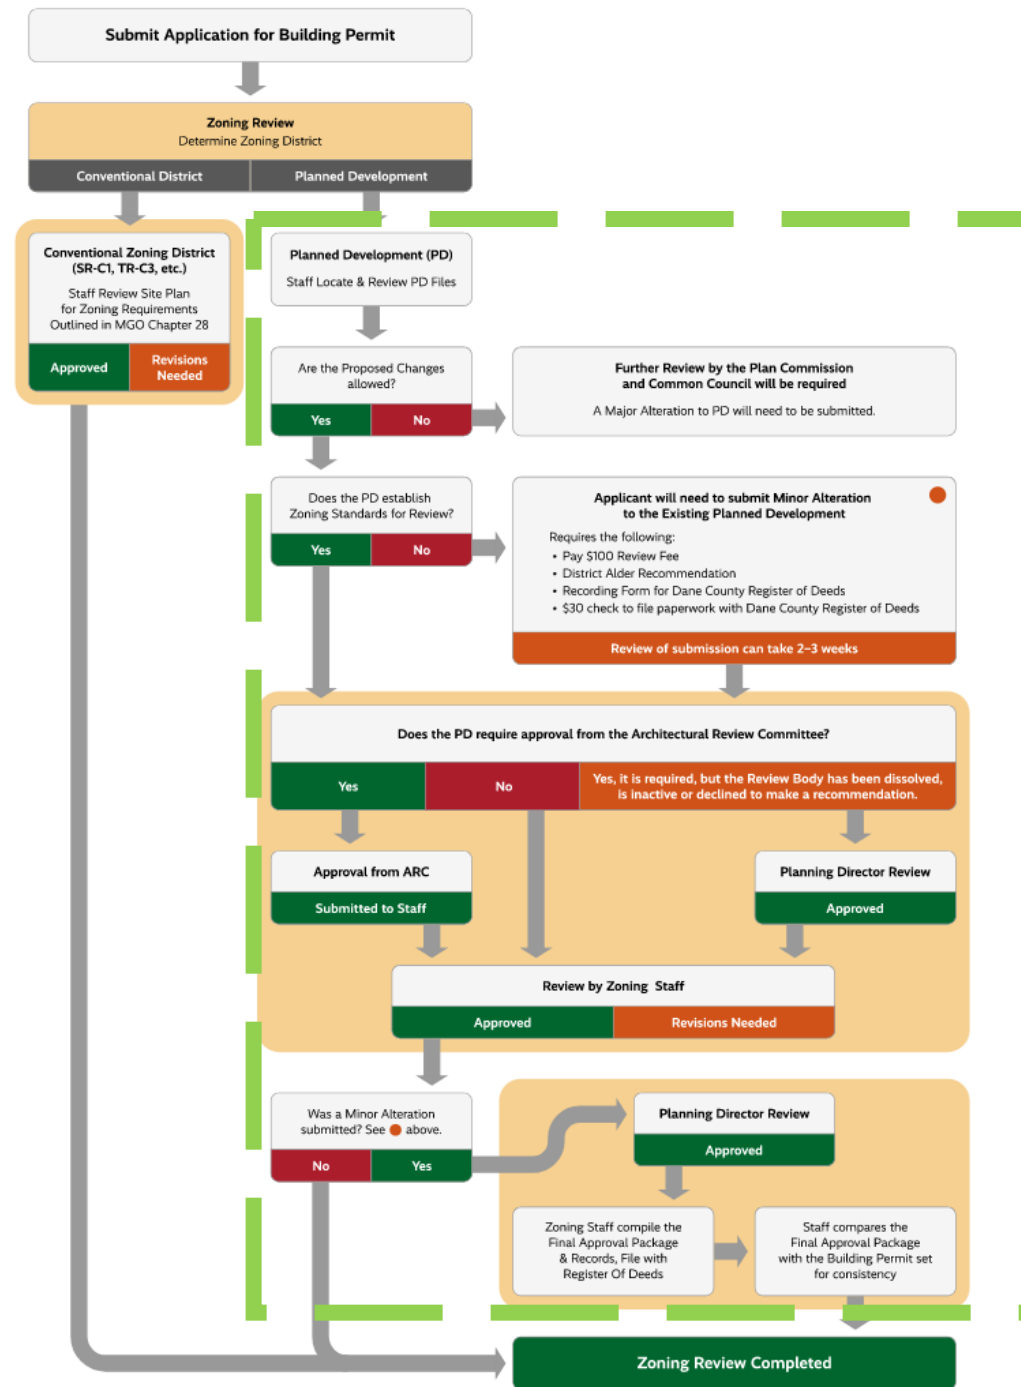 Submit Application for Building Permit
Zoning Review
Determine Zoning District
Conventional District
Planned Development
Conventional Zoning District
(SR-C1, TR-C3, etc.)
Staff Review Site Plan
for Zoning Requirements
Outlined in MGO Chapter 28
Approved
Revisions
Needed
Planned Development (PD)
Staff Locate & Review PD Files
Are the Proposed Changes
allowed?
Yes
No
Further Review by the Plan Commission
and Common Council will be required
A Major Alteration to PD will need to be submitted.
Does the PD establish
Zoning Standards for Review?
Yes
No
Applicant will need to submit Minor Alteration
to the Existing Planned Development
Requires the following:
• Pay $100 Review Fee
• District Alder Recommendation
• Recording Form for Dane County Register of Deeds
• $30 check to file paperwork with Dane County Register of Deeds
Review of submission can take 2–3 weeks
Does the PD require approval from the Architectural Review Committee?
Yes
No
Yes, it is required, but the Review Body has been dissolved,
is inactive or declined to make a recommendation.
Approval from ARC
Submitted to Staff
Planning Director Review
Approved
Review by Zoning Staff
Approved
Revisions Needed
Was a Minor Alteration
submitted? See above.
No
Yes
Planning Director Review
Approved
Zoning Staff compile the
Final Approval Package
& Records, File with
Register Of Deeds
Staff compares the
Final Approval Package
with the Building Permit set
for consistency
Zoning Review Completed